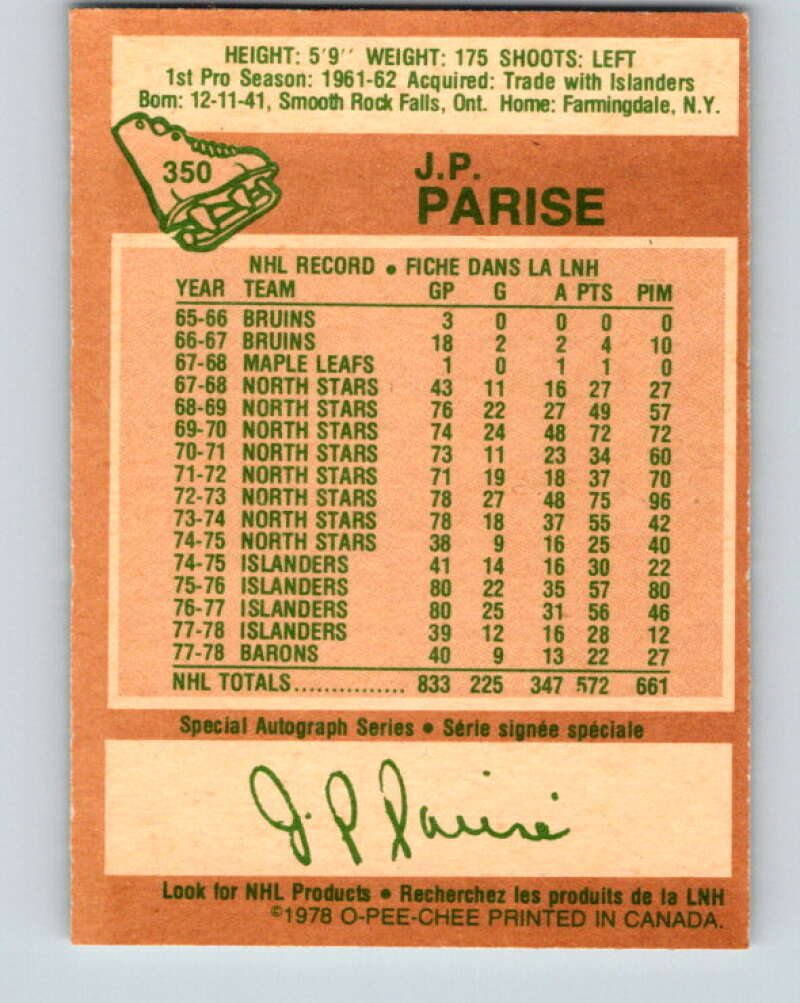 HEIGHT: 5'9'' WEIGHT: 175 SHOOTS: LEFT
1st Pro Season: 1961-62 Acquired: Trade with Islanders
Born: 12-11-41, Smooth Rock Falls, Ont. Home: Farmingdale, N.Y.
350
J.P.
PARISE
NHL RECORD • FICHE DANS LA LNH
YEAR TEAM GP G A PTS PIM
65-66 BRUINS 3 0 0 0 0
66-67 BRUINS 18 2 2 4 10
67-68 MAPLE LEAFS 1 0 1 1 0
67-68 NORTH STARS 43 11 16 27 27
68-69 NORTH STARS 76 22 27 49 57
69-70 NORTH STARS 74 24 48 72 72
70-71 NORTH STARS 73 11 23 34 60
71-72 NORTH STARS 71 19 18 37 70
72-73 NORTH STARS 78 27 48 75 96
73-74 NORTH STARS 78 18 37 55 42
74-75 NORTH STARS 38 9 16 25 40
74-75 ISLANDERS 41 14 16 30 22
75-76 ISLANDERS 80 22 35 57 80
76-77 ISLANDERS 80 25 31 56 46
77-78 ISLANDERS 39 12 16 28 12
77-78 BARONS 40 9 13 22 27
NHL TOTALS............... 833 225 347 572 661
Special Autograph Series • Série signée spéciale
J. P. Parisé
Look for NHL Products • Recherchez les produits de la LNH
©1978 O-PEE-CHEE PRINTED IN CANADA.